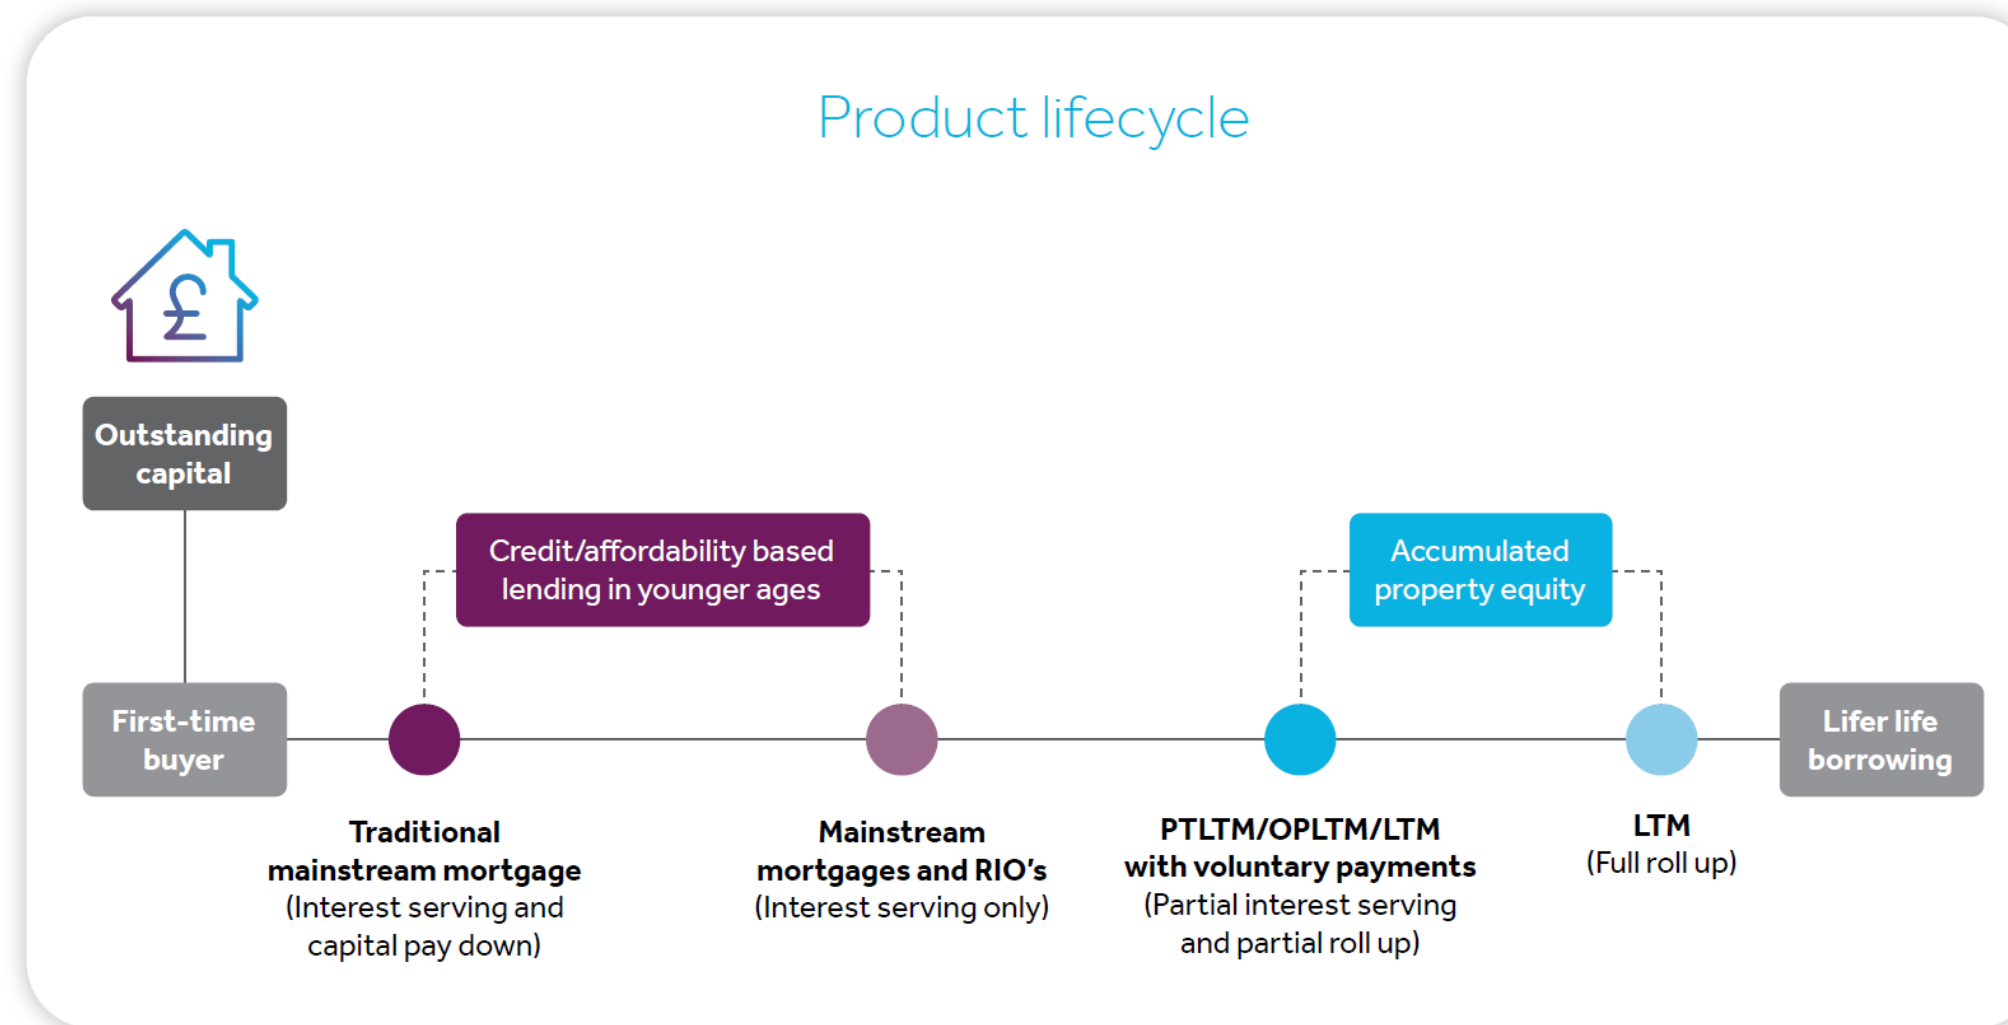 Product lifecycle
£
Outstanding
capital
Credit/affordability based
lending in younger ages
Accumulated
property equity
First-time
buyer
Lifer life
borrowing
Traditional
mainstream mortgage
(Interest serving and
capital pay down)
Mainstream
mortgages and RIO's
(Interest serving only)
PTLTM/OPLTM/LTM
with voluntary payments
(Partial interest serving
and partial roll up)
LTM
(Full roll up)